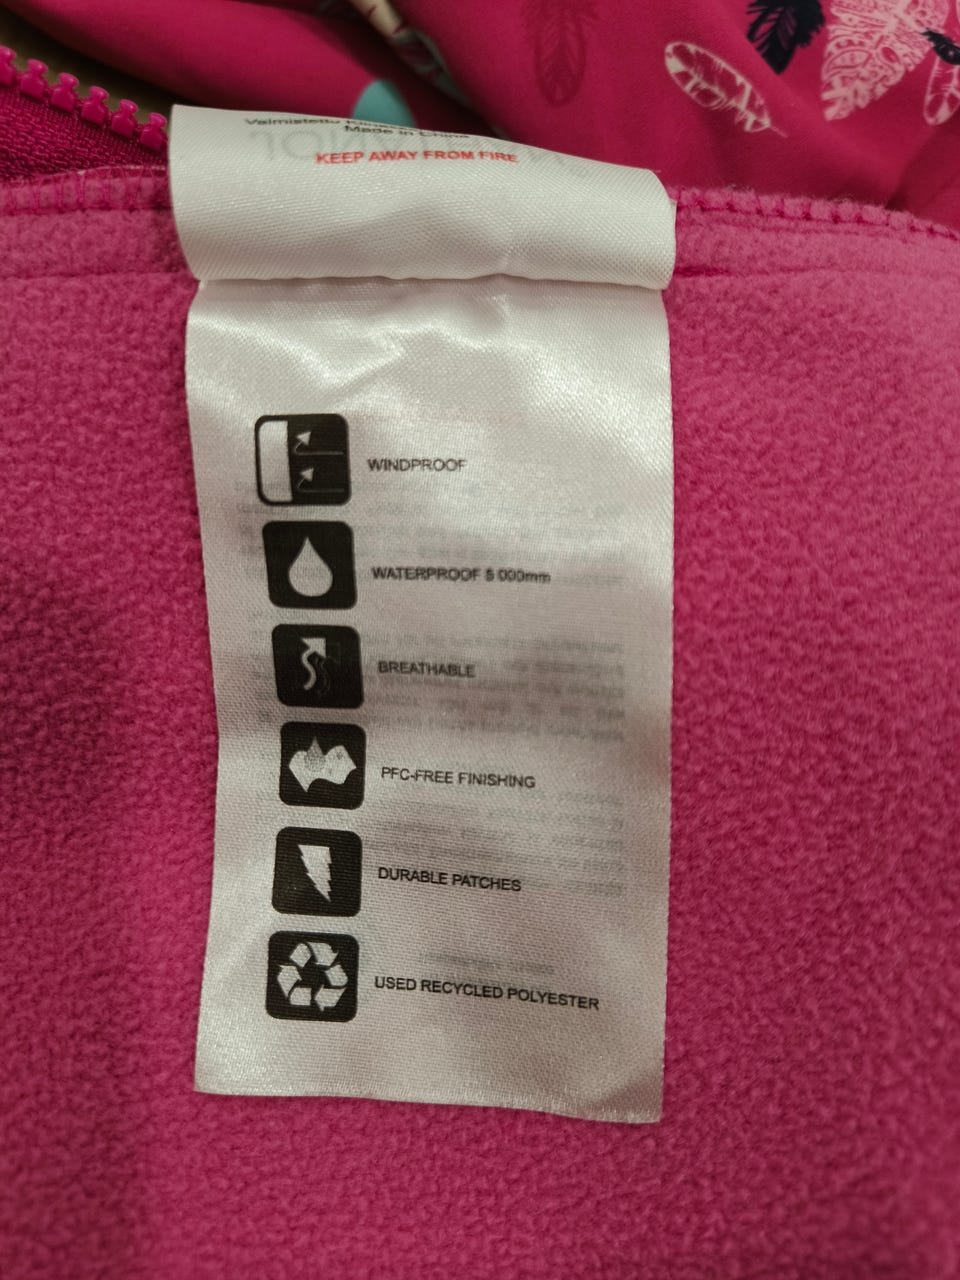 Valmistettu
Made in China
KEEP AWAY FROM FIRE
WINDPROOF
WATERPROOF 5 000mm
BREATHABLE
PFC-FREE FINISHING
DURABLE PATCHES
USED RECYCLED POLYESTER